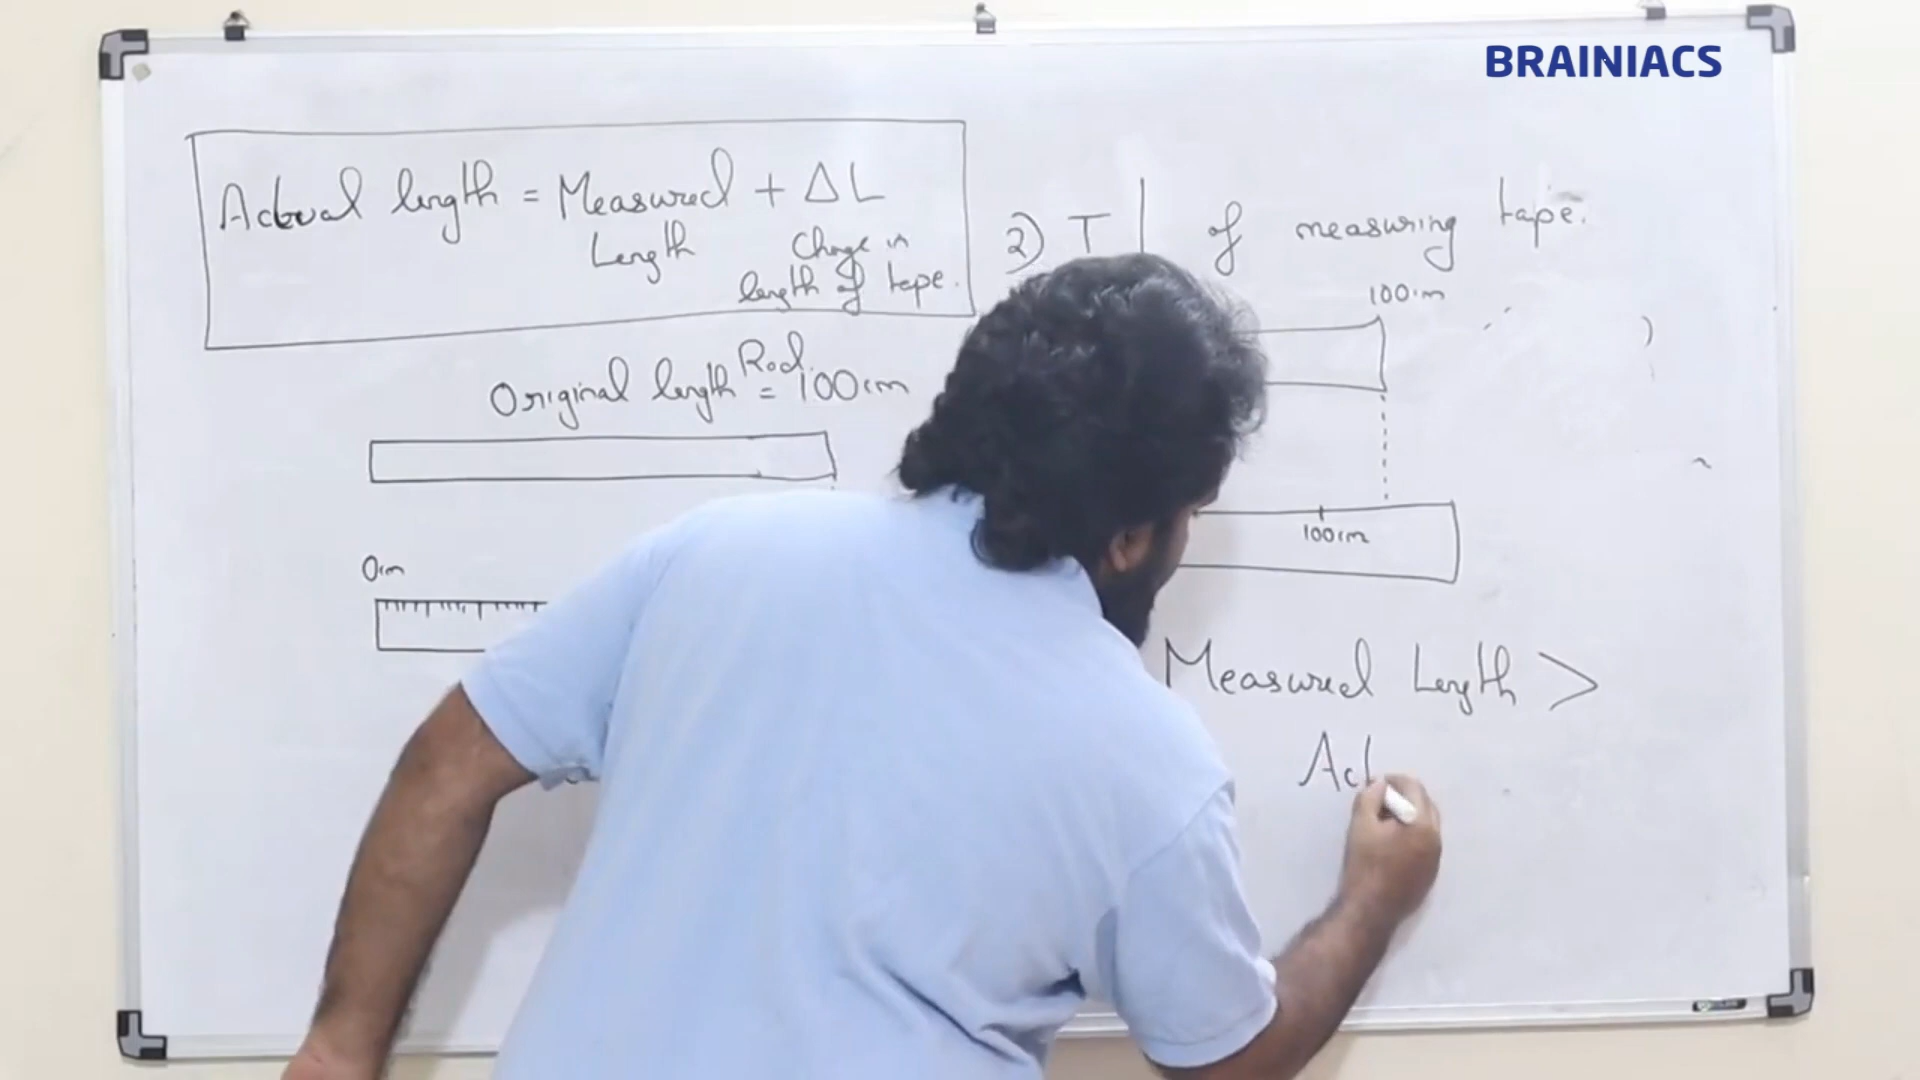 BRAINIACS
Actual length = Measured + ΔL
Length Change in
length of tape.
Rod.
Original length = 100cm
0cm
2) T of measuring tape.
100cm
100cm
Measured Length >
Act